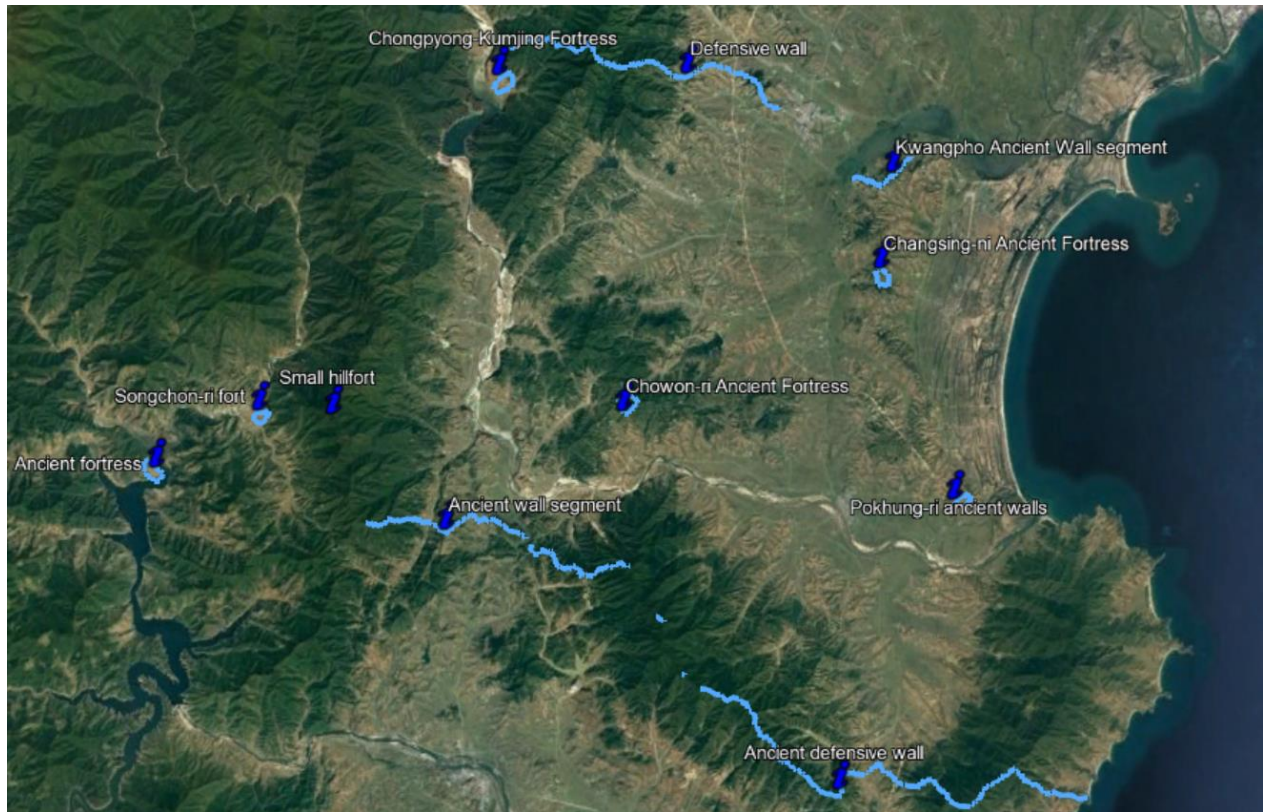 Chongpyong-Kumjing Fortress
Defensive wall
Kwangpho Ancient Wall segment
Changsing-ni Ancient Fortress
Small hillfort
Songchon-ri fort
Chowon-ri Ancient Fortress
Ancient fortress
Ancient wall segment
Pokhung-ri ancient walls
Ancient defensive wall